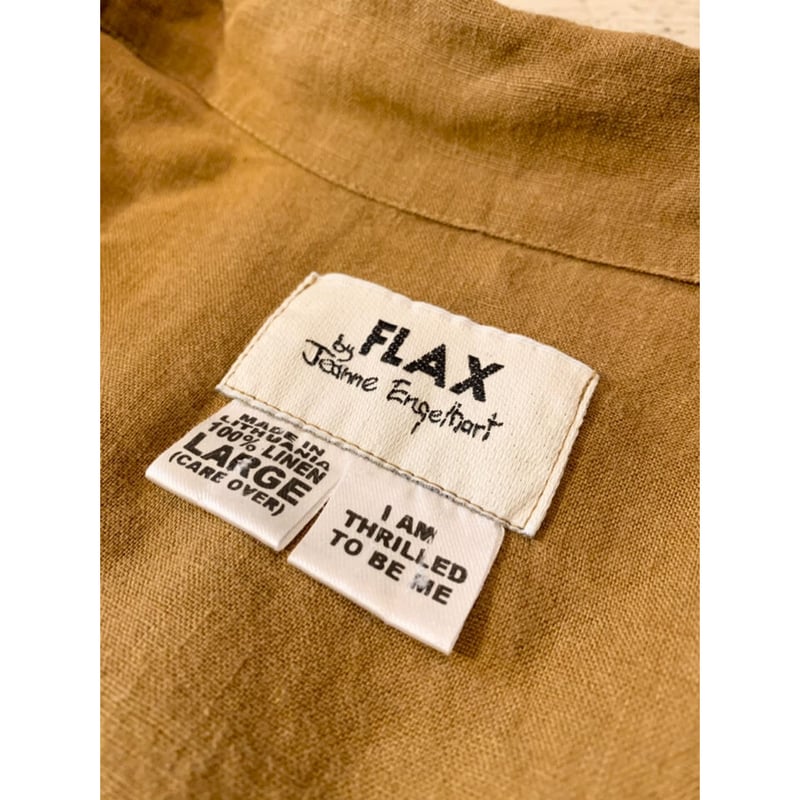 FLAX
by
Jeanne Engelhart
MADE IN
LITHUANIA
100% LINEN
LARGE
(CARE OVER)
I AM
THRILLED
TO BE ME